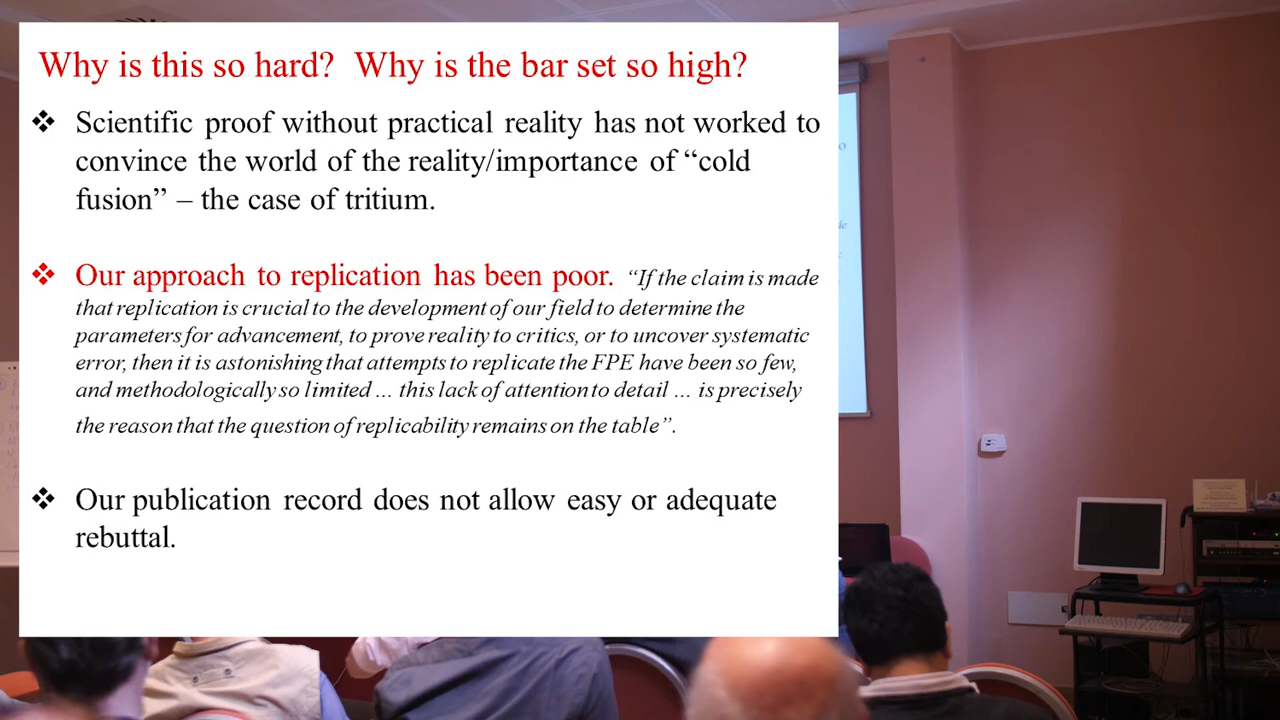 Why is this so hard? Why is the bar set so high?
❖ Scientific proof without practical reality has not worked to
convince the world of the reality/importance of “cold
fusion” – the case of tritium.
❖ Our approach to replication has been poor. “If the claim is made
that replication is crucial to the development of our field to determine the
parameters for advancement, to prove reality to critics, or to uncover systematic
error, then it is astonishing that attempts to replicate the FPE have been so few,
and methodologically so limited ... this lack of attention to detail ... is precisely
the reason that the question of replicability remains on the table”.
❖ Our publication record does not allow easy or adequate
rebuttal.